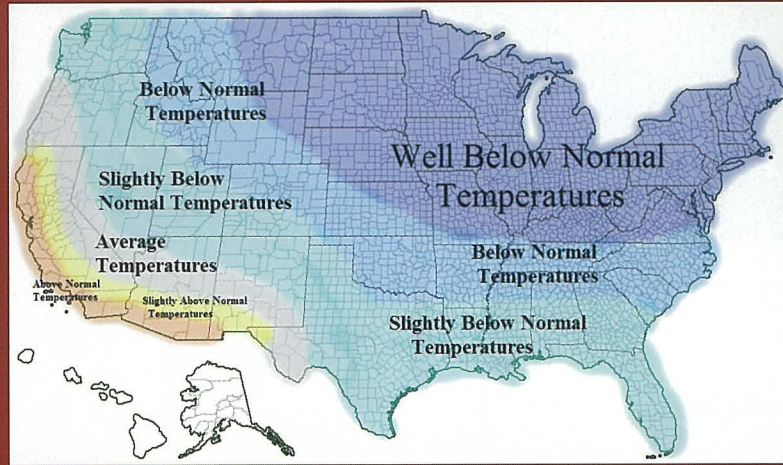 Below Normal
Temperatures
Well Below Normal
Temperatures
Slightly Below
Normal Temperatures
Average
Temperatures
Below Normal
Temperatures
Above Normal
Temperatures
Slightly Above Normal
Temperatures
Slightly Below Normal
Temperatures